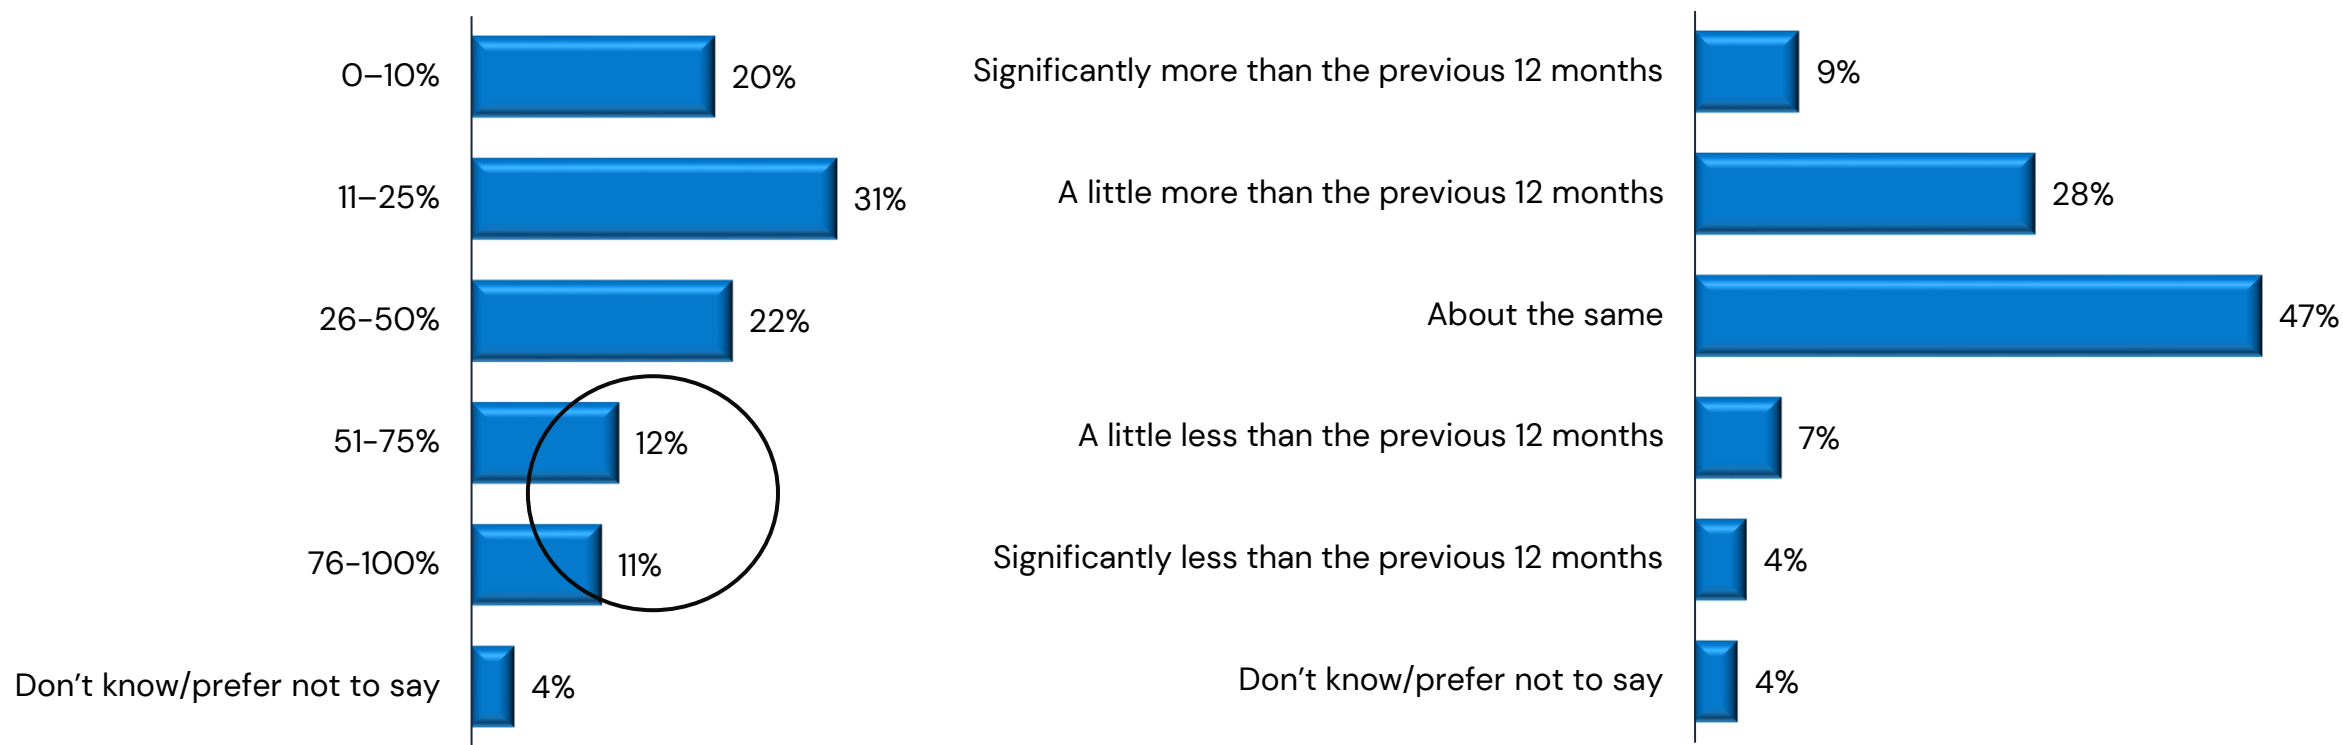 0–10% 20%
11–25% 31%
26-50% 22%
51-75% 12%
76-100% 11%
Don’t know/prefer not to say 4%
Significantly more than the previous 12 months 9%
A little more than the previous 12 months 28%
About the same 47%
A little less than the previous 12 months 7%
Significantly less than the previous 12 months 4%
Don’t know/prefer not to say 4%